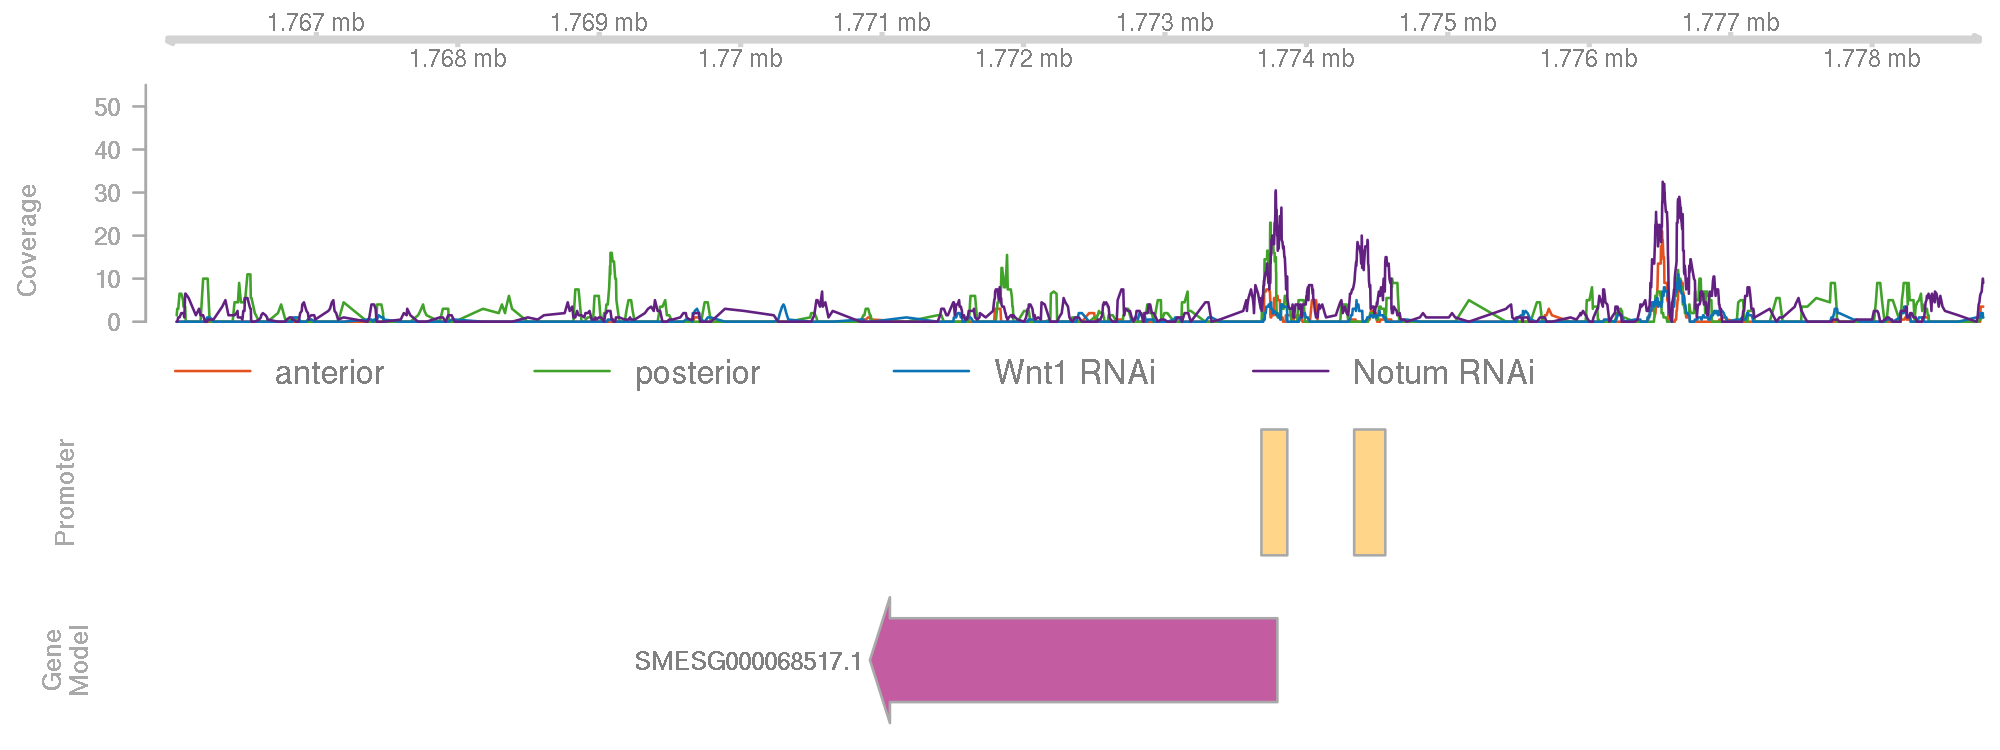 1.767 mb 1.769 mb 1.771 mb 1.773 mb 1.775 mb 1.777 mb
1.768 mb 1.77 mb 1.772 mb 1.774 mb 1.776 mb 1.778 mb
Coverage
50
40
30
20
10
0
anterior posterior Wnt1 RNAi Notum RNAi
Promoter
Gene
Model
SMESG000068517.1